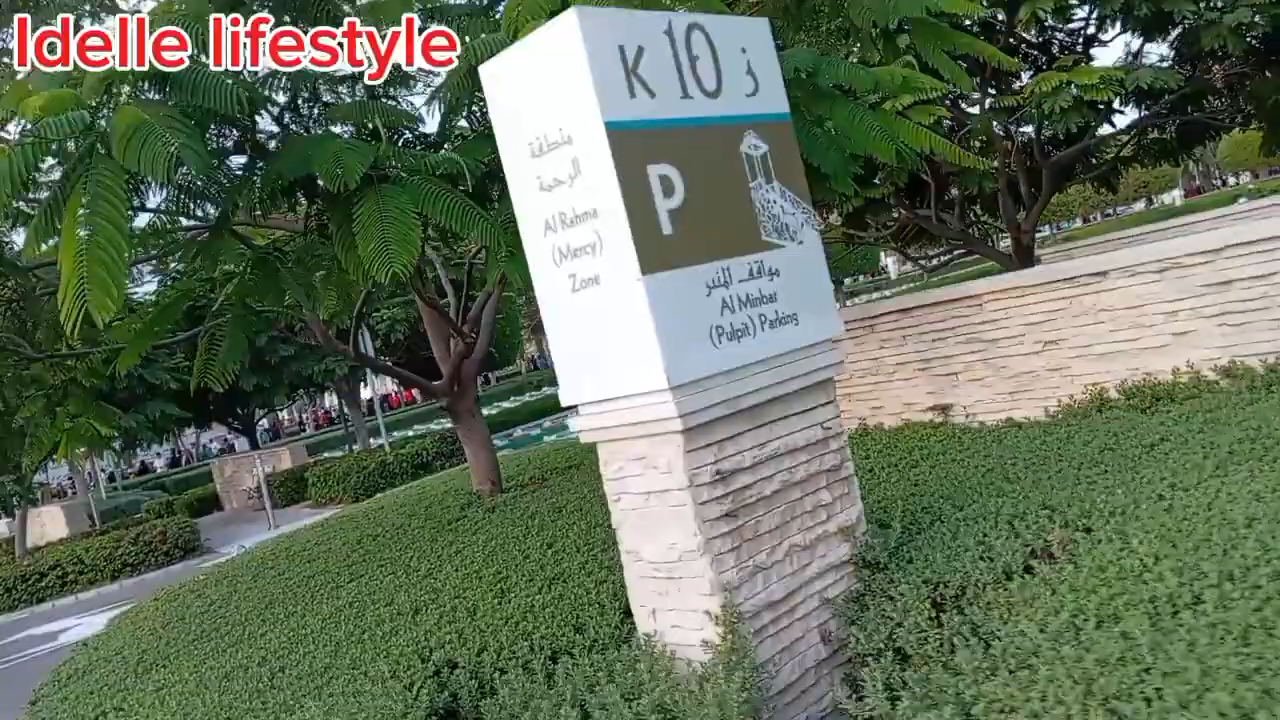 Idelle lifestyle
K 10 ز
P
مواقف المنبر
Al Minbar
(Pulpit) Parking
منطقة
الرحمة
Al Rahma
(Mercy)
Zone